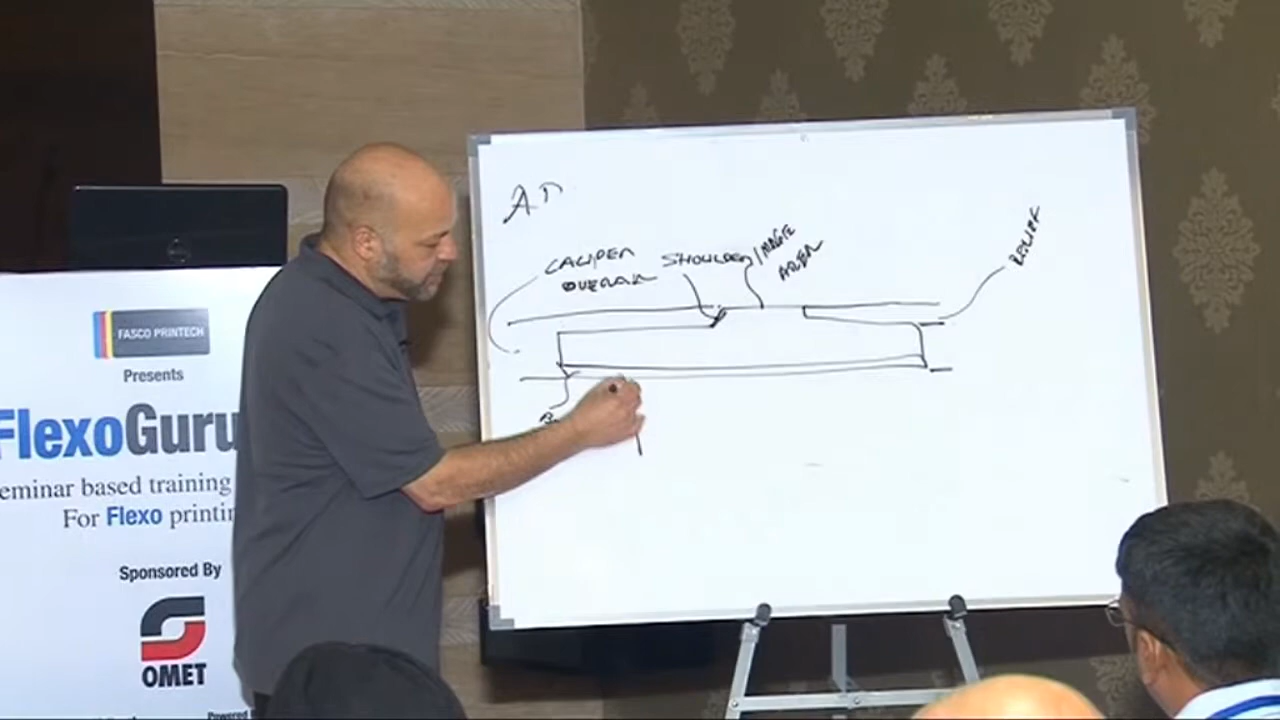 FASCO PRINTECH
Presents
FlexoGuru
eminar based training
For Flexo printin
Sponsored By
OMET
Powered
CALIPER
OVERALL
SHOULDER
IMAGE
AREA
RELIEF